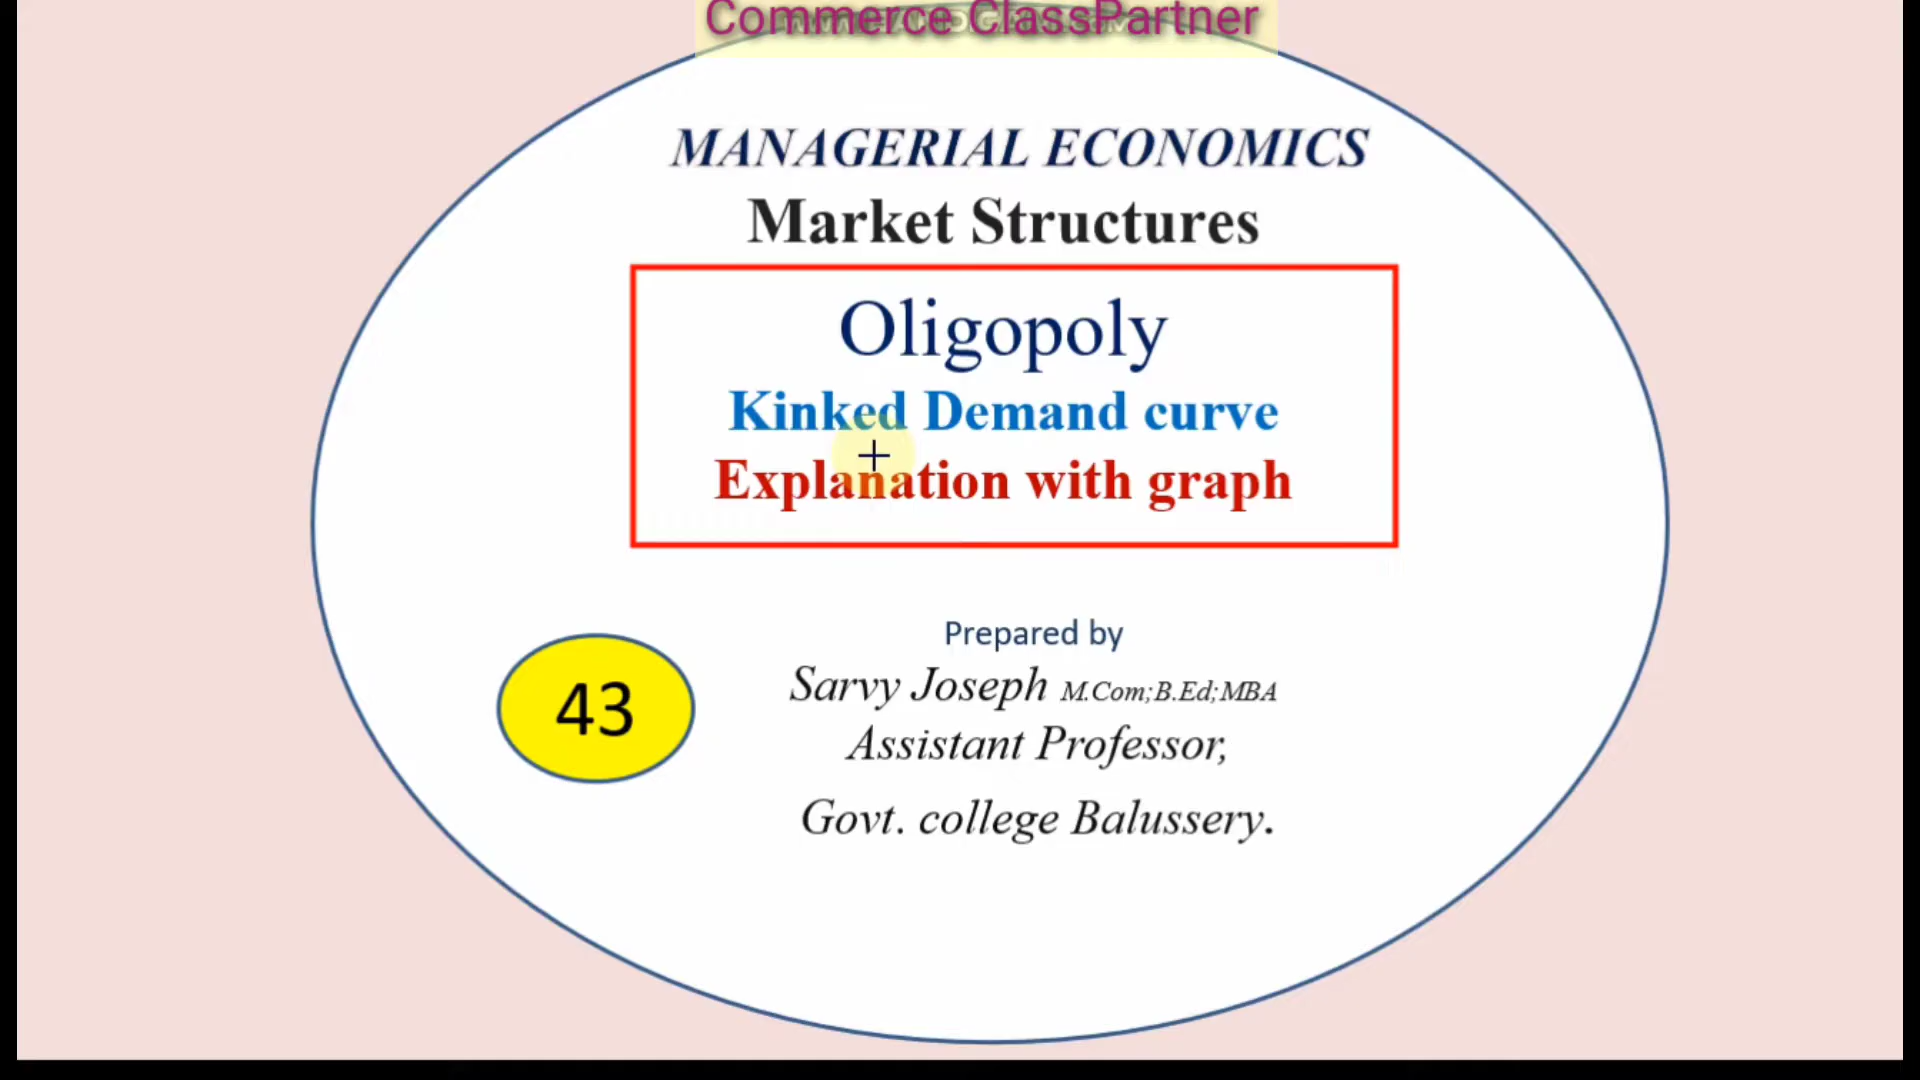 Commerce ClassPartner
MANAGERIAL ECONOMICS
Market Structures
Oligopoly
Kinked Demand curve
Explanation with graph
Prepared by
43
Sarvy Joseph M.Com;B.Ed;MBA
Assistant Professor,
Govt. college Balussery.